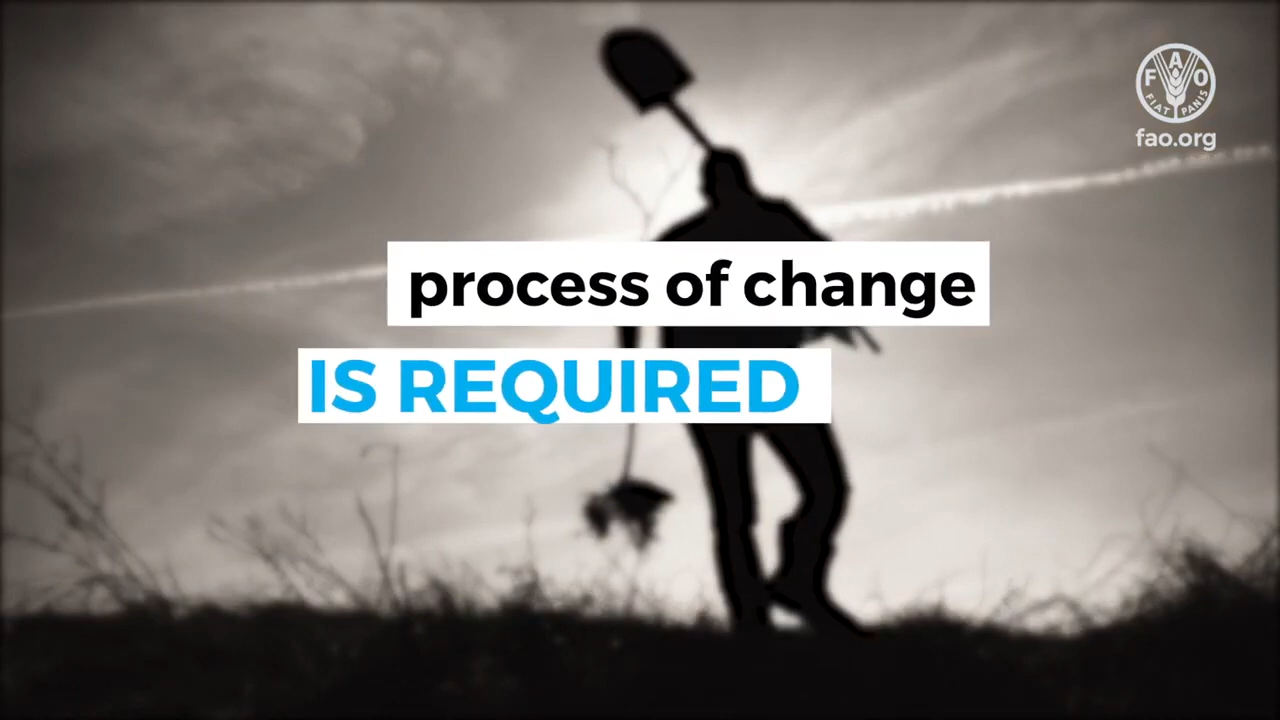 F A O
FIAT PANIS
fao.org
process of change
IS REQUIRED